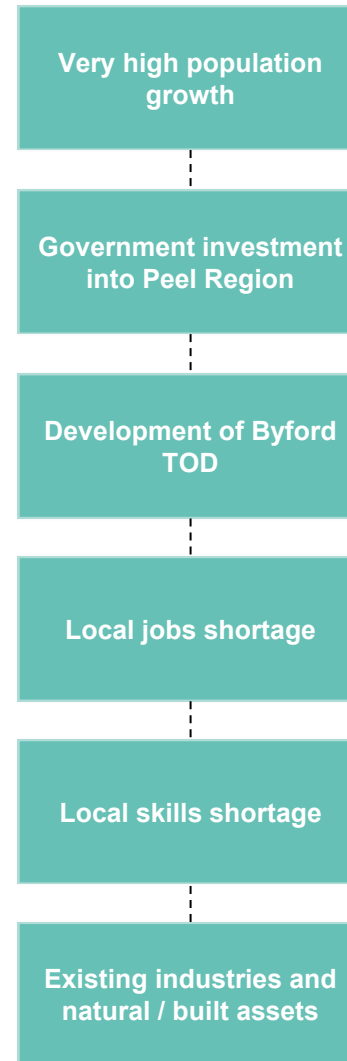 Very high population
growth
Government investment
into Peel Region
Development of Byford
TOD
Local jobs shortage
Local skills shortage
Existing industries and
natural / built assets